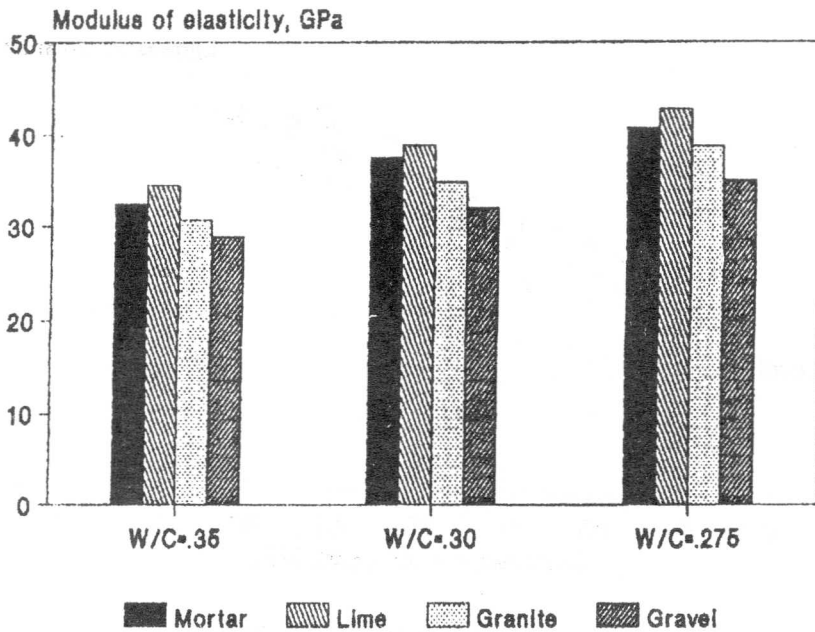 Modulus of elasticity, GPa
50
40
30
20
10
0
W/C=.35 W/C=.30 W/C=.275
Mortar Lime Granite Gravel